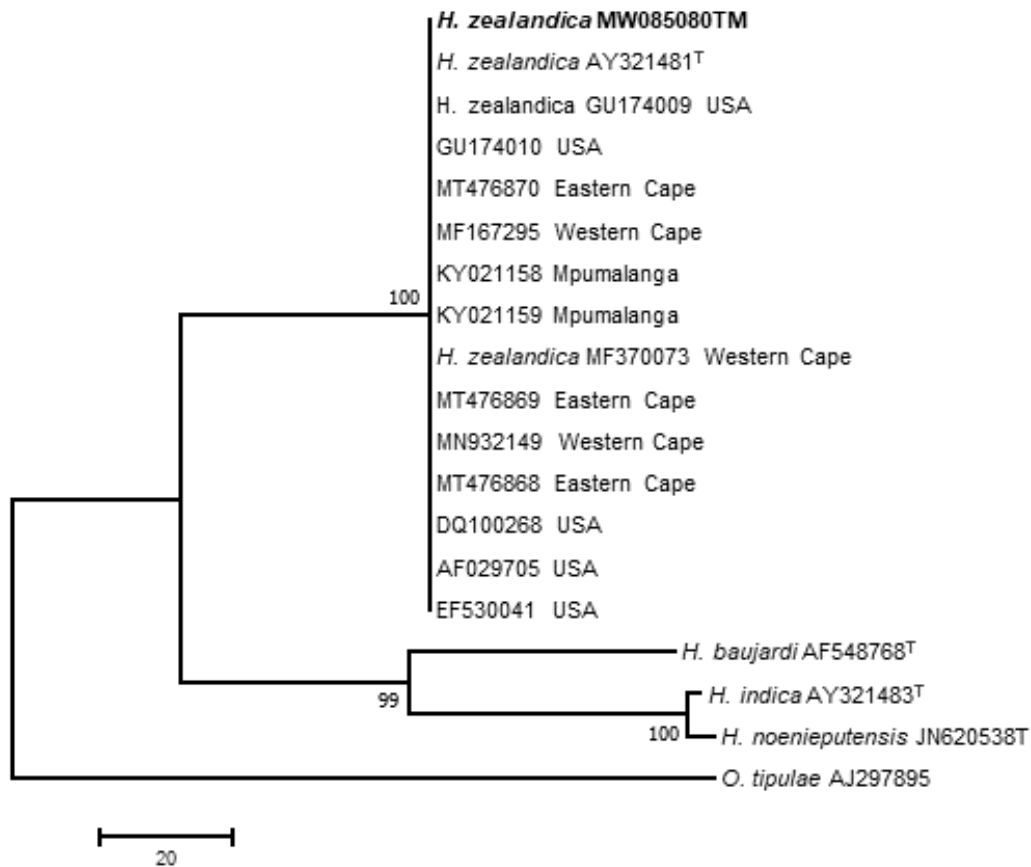 H. zealandica MW085080TM
H. zealandica AY321481T
H. zealandica GU174009 USA
GU174010 USA
MT476870 Eastern Cape
MF167295 Western Cape
KY021158 Mpumalanga
100
KY021159 Mpumalanga
H. zealandica MF370073 Western Cape
MT476869 Eastern Cape
MN932149 Western Cape
MT476868 Eastern Cape
DQ100268 USA
AF029705 USA
EF530041 USA
H. baujardi AF548768T
99
H. indica AY321483T
100
H. noenieputensis JN620538T
O. tipulae AJ297895
20